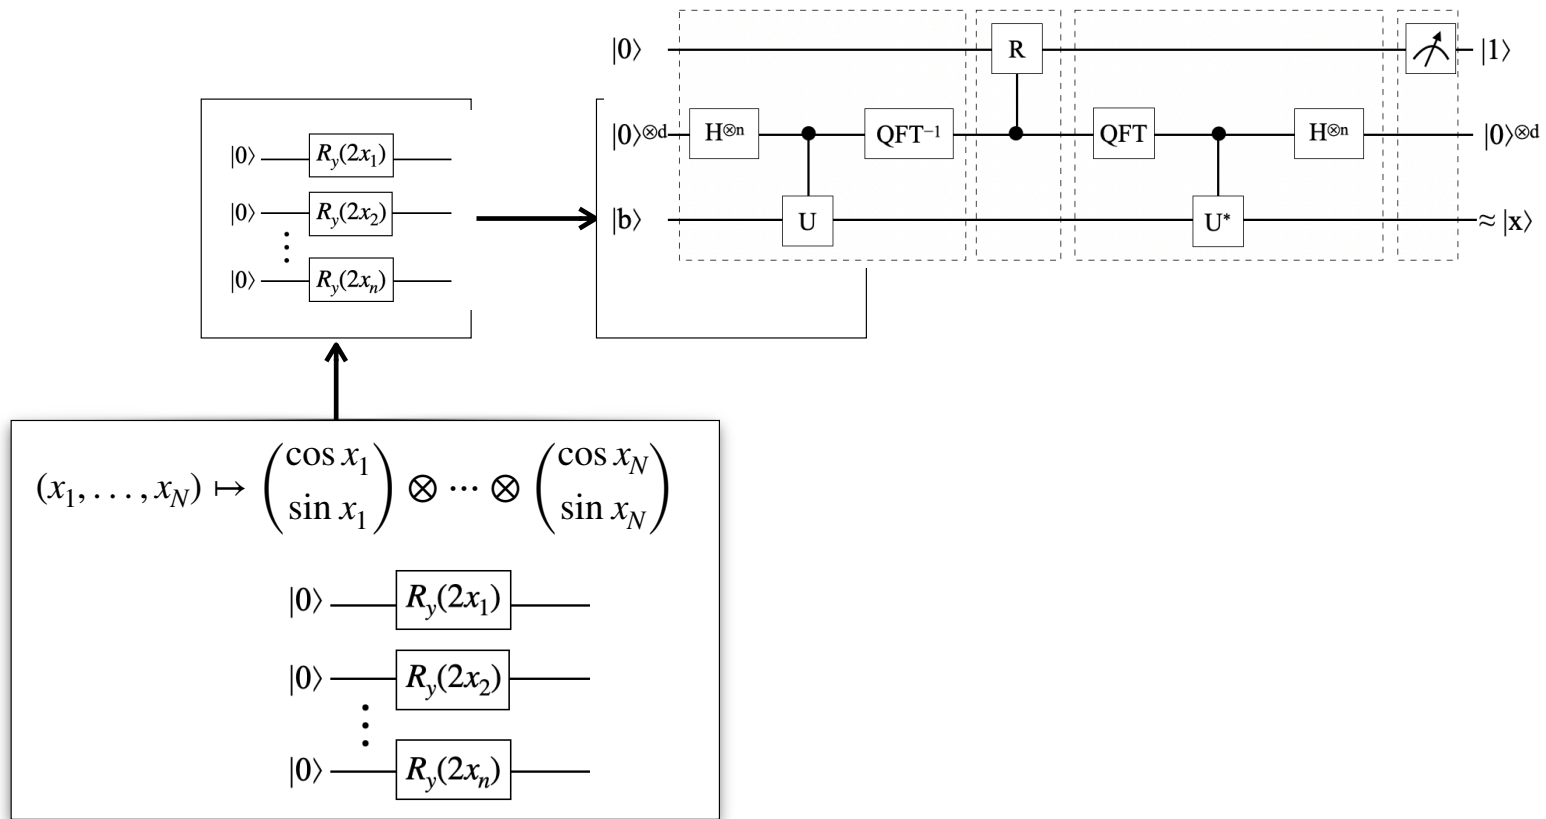 |0⟩ R |1⟩
|0⟩⊗d H⊗n QFT−1 QFT H⊗n |0⟩⊗d
|b⟩ U U* ≈ |x⟩
|0⟩ Ry(2x1)
|0⟩ Ry(2x2)
⋮
|0⟩ Ry(2xn)
(x1, . . . , xN) ↦ (cos x1 sin x1) ⊗ ··· ⊗ (cos xN sin xN)
|0⟩ Ry(2x1)
|0⟩ Ry(2x2)
⋮
|0⟩ Ry(2xn)